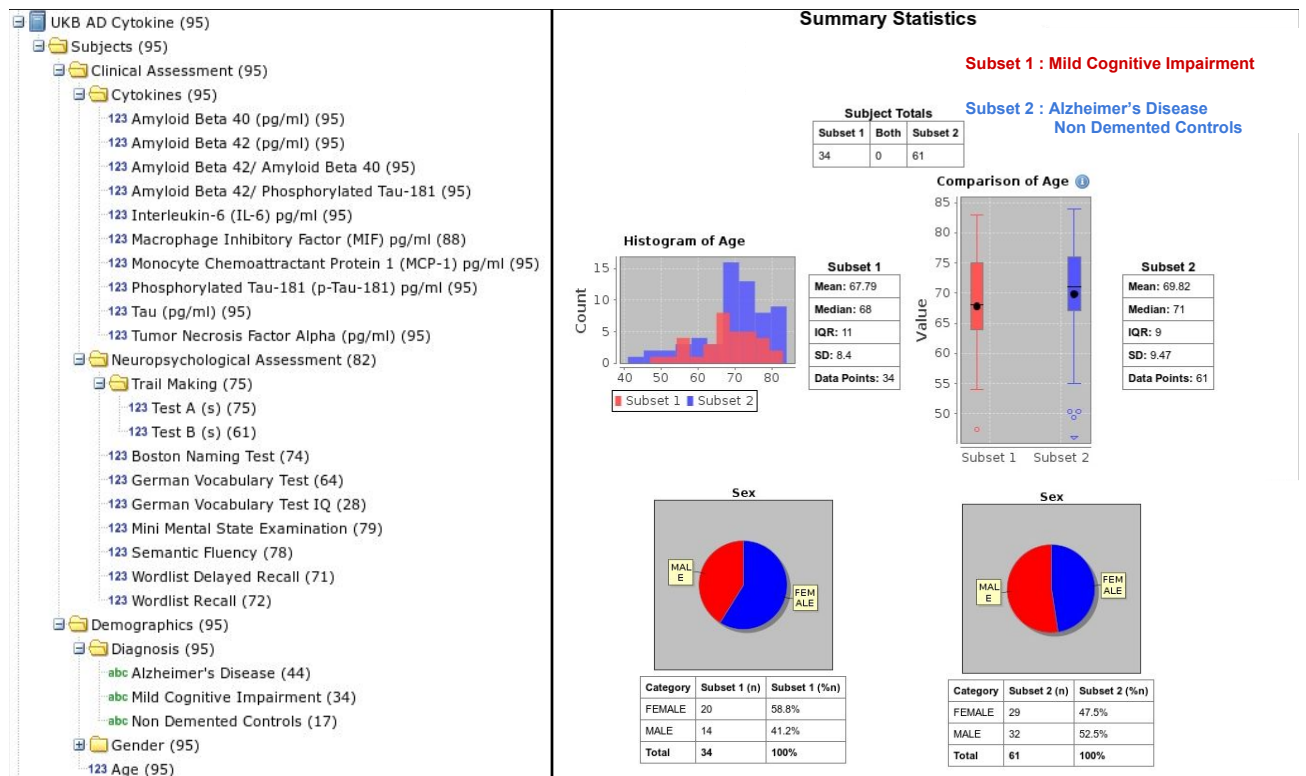 UKB AD Cytokine (95)
Subjects (95)
Clinical Assessment (95)
Cytokines (95)
123 Amyloid Beta 40 (pg/ml) (95)
123 Amyloid Beta 42 (pg/ml) (95)
123 Amyloid Beta 42/ Amyloid Beta 40 (95)
123 Amyloid Beta 42/ Phosphorylated Tau-181 (95)
123 Interleukin-6 (IL-6) pg/ml (95)
123 Macrophage Inhibitory Factor (MIF) pg/ml (88)
123 Monocyte Chemoattractant Protein 1 (MCP-1) pg/ml (95)
123 Phosphorylated Tau-181 (p-Tau-181) pg/ml (95)
123 Tau (pg/ml) (95)
123 Tumor Necrosis Factor Alpha (pg/ml) (95)
Neuropsychological Assessment (82)
Trail Making (75)
123 Test A (s) (75)
123 Test B (s) (61)
123 Boston Naming Test (74)
123 German Vocabulary Test (64)
123 German Vocabulary Test IQ (28)
123 Mini Mental State Examination (79)
123 Semantic Fluency (78)
123 Wordlist Delayed Recall (71)
123 Wordlist Recall (72)
Demographics (95)
Diagnosis (95)
abc Alzheimer's Disease (44)
abc Mild Cognitive Impairment (34)
abc Non Demented Controls (17)
Gender (95)
123 Age (95)
Summary Statistics
Subset 1 : Mild Cognitive Impairment
Subset 2 : Alzheimer's Disease
Non Demented Controls
Subject Totals
Subset 1 Both Subset 2
34 0 61
Histogram of Age
Count
15
10
5
0
40 50 60 70 80
Subset 1 Subset 2
Subset 1
Mean: 67.79
Median: 68
IQR: 11
SD: 8.4
Data Points: 34
Comparison of Age
Value
85
80
75
70
65
60
55
50
Subset 1 Subset 2
Subset 2
Mean: 69.82
Median: 71
IQR: 9
SD: 9.47
Data Points: 61
Sex
MAL
E
FEM
ALE
Category Subset 1 (n) Subset 1 (%n)
FEMALE 20 58.8%
MALE 14 41.2%
Total 34 100%
Sex
MAL
E
FEM
ALE
Category Subset 2 (n) Subset 2 (%n)
FEMALE 29 47.5%
MALE 32 52.5%
Total 61 100%